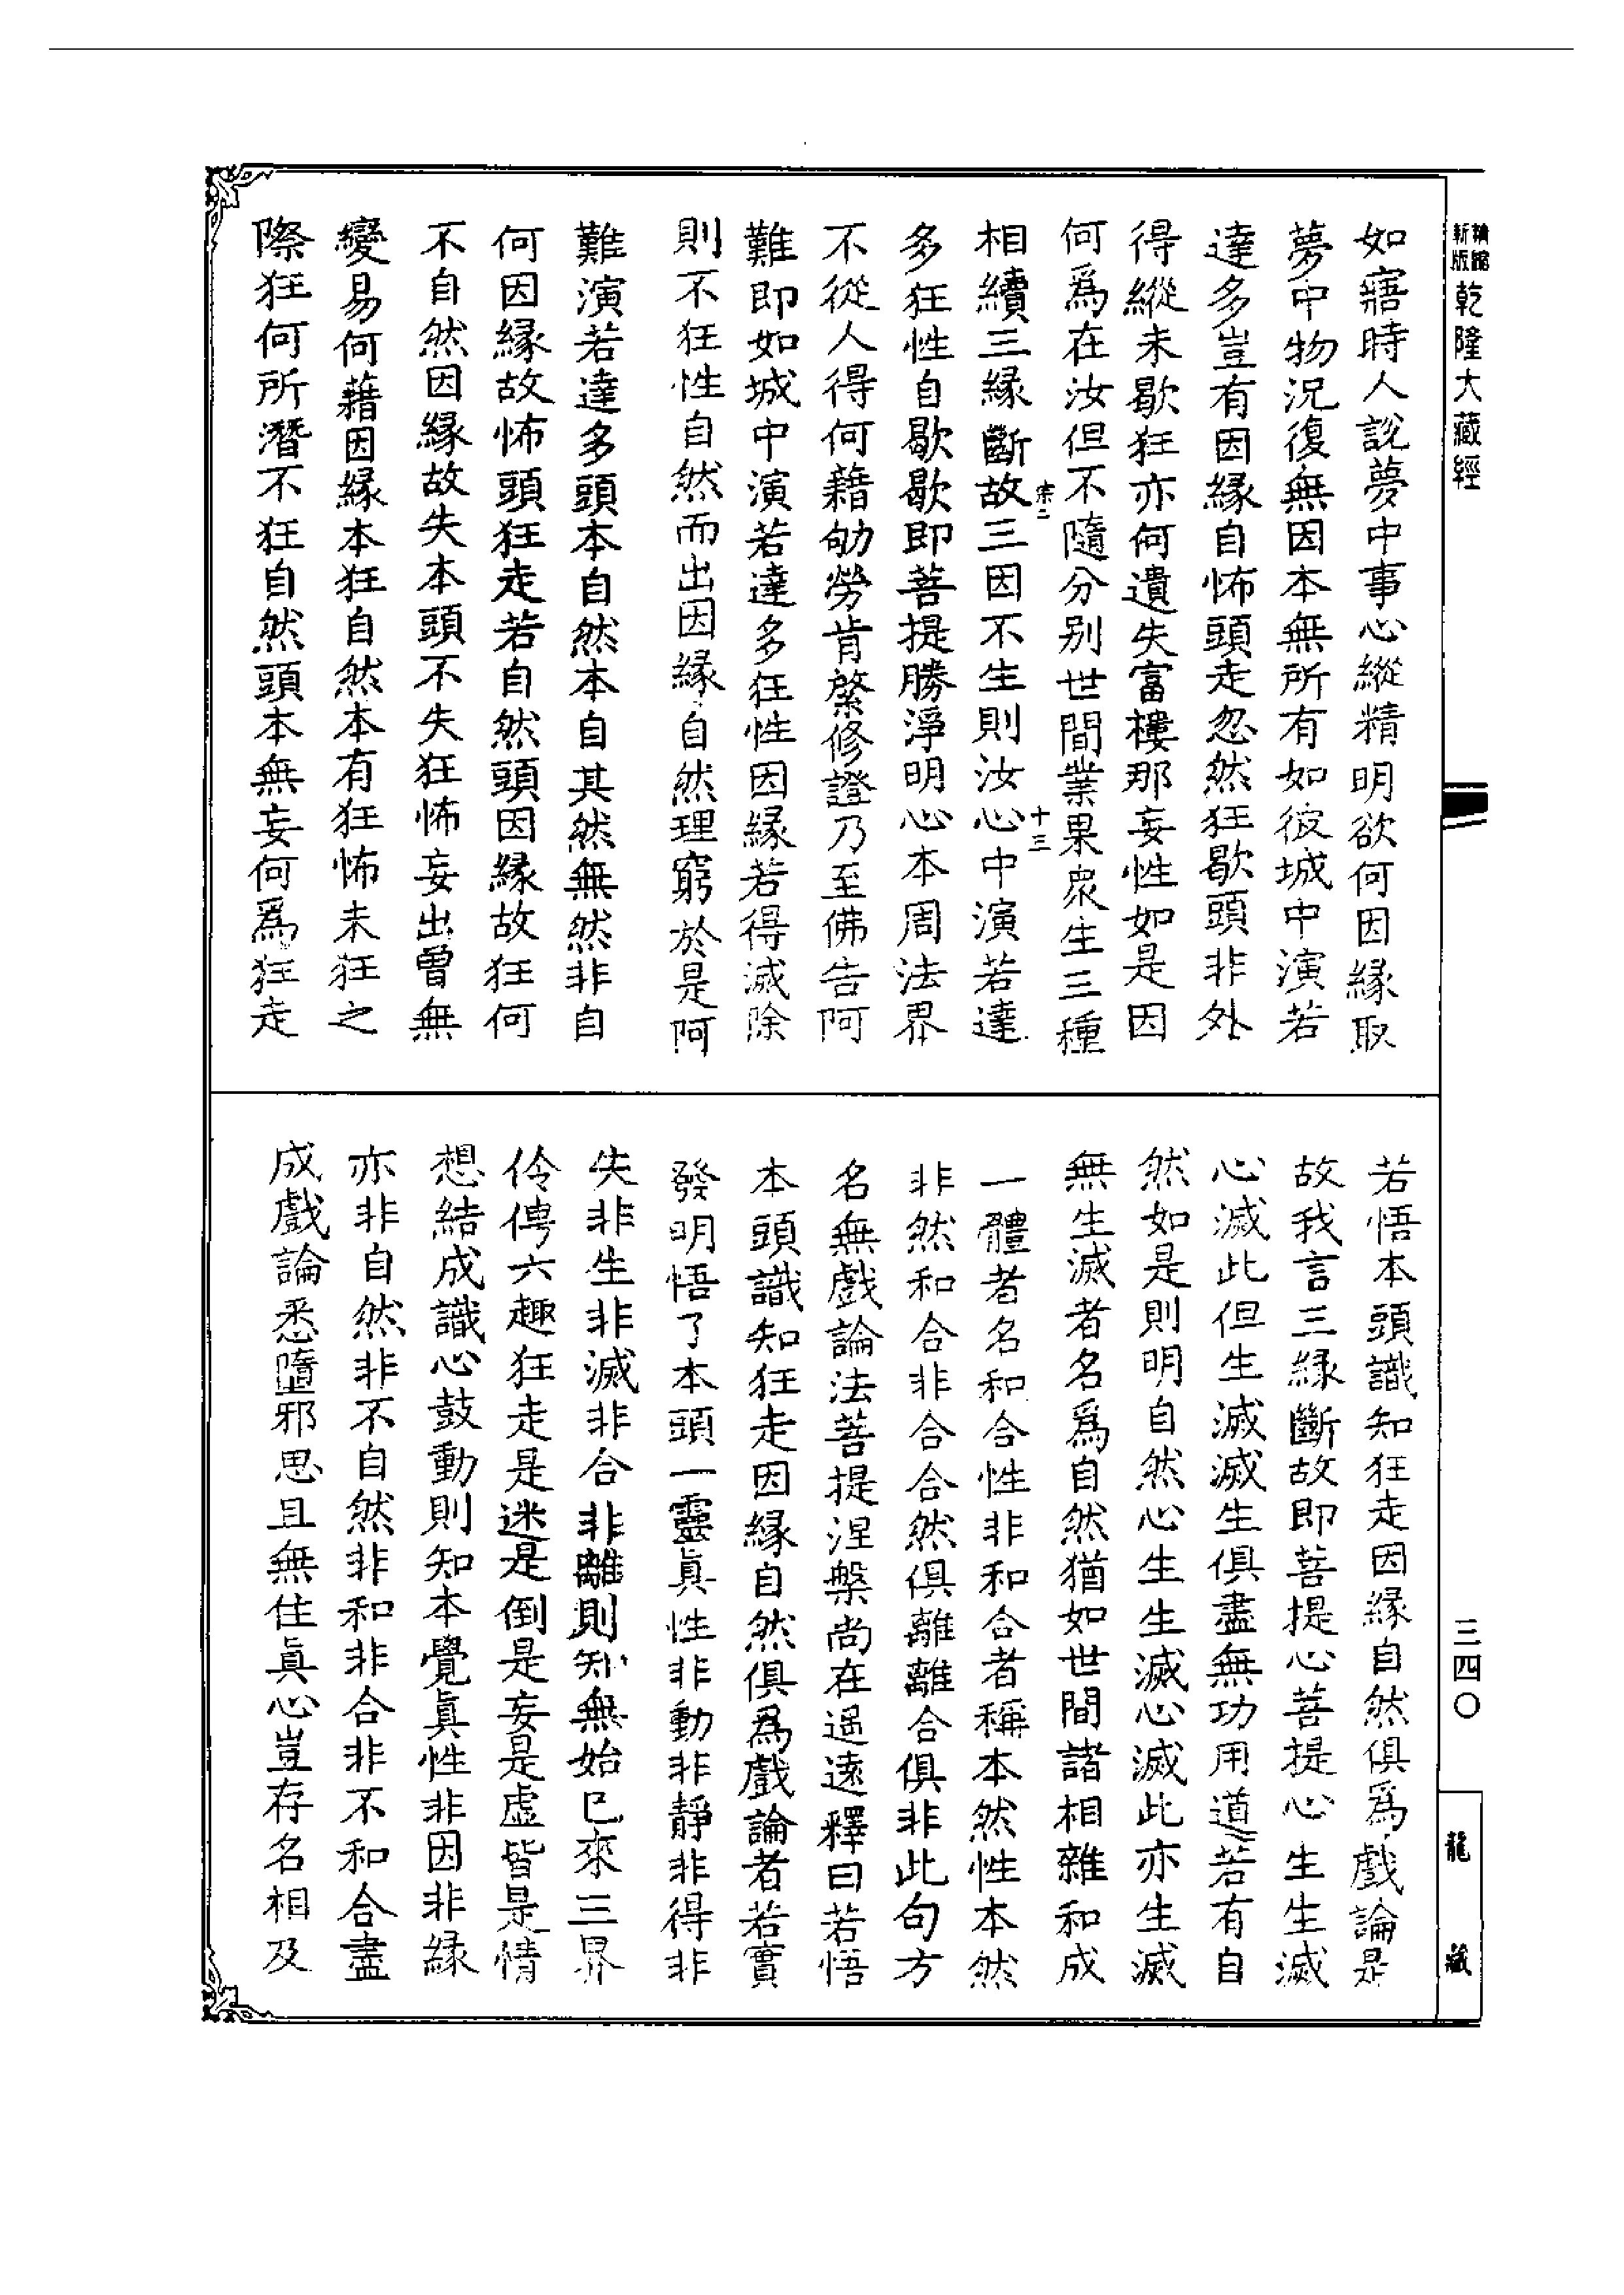 新版
乾隆大藏經
如寤時人說夢中事心縱精明欲何因緣取
夢中物況復無因本無所有如彼城中演若
達多豈有因緣自怖頭走忽然狂歇頭非外
得縱未歇狂亦何遺失富樓那妄性如是因
何爲在汝但不隨分別世間業果衆生三種
宗二
十三
相續三緣斷故三因不生則汝心中演若達
多狂性自歇歇即菩提勝淨明心本周法界
不從人得何藉劬勞肯綮修證乃至佛告阿
難即如城中演若達多狂性因緣若得滅除
則不狂性自然而出因緣自然理窮於是阿
難演若達多頭本自然本自其然無然非自
何因緣故怖頭狂走若自然頭因緣故狂何
不自然因緣故失本頭不失狂怖妄出曾無
變易何藉因緣本狂自然本有狂怖未狂之
際狂何所潛不狂自然頭本無妄何爲狂走
若悟本頭識知狂走因緣自然俱爲戲論是
故我言三緣斷故即菩提心菩提心生生滅
心滅此但生滅滅生俱盡無功用道若有自
然如是則明自然心生生滅心滅此亦生滅
無生滅者名爲自然猶如世間諸相雜和成
一體者名和合性非和合者稱本然性本然
非然和合非合合然俱離離合俱非此句方
名無戲論法菩提涅槃尚在遥遠釋曰若悟
本頭識知狂走因緣自然俱爲戲論者若實
發明悟了本頭一靈眞性非動非靜非得非
失非生非滅非合非離則知無始已來三界
伶俜六趣狂走是迷是倒是妄是虛皆是情
想結成識心鼓動則知本覺眞性非因非緣
亦非自然非不自然非和非合非不和合盡
成戲論悉墮邪思且無住眞心豈存名相及
三四〇
龍藏